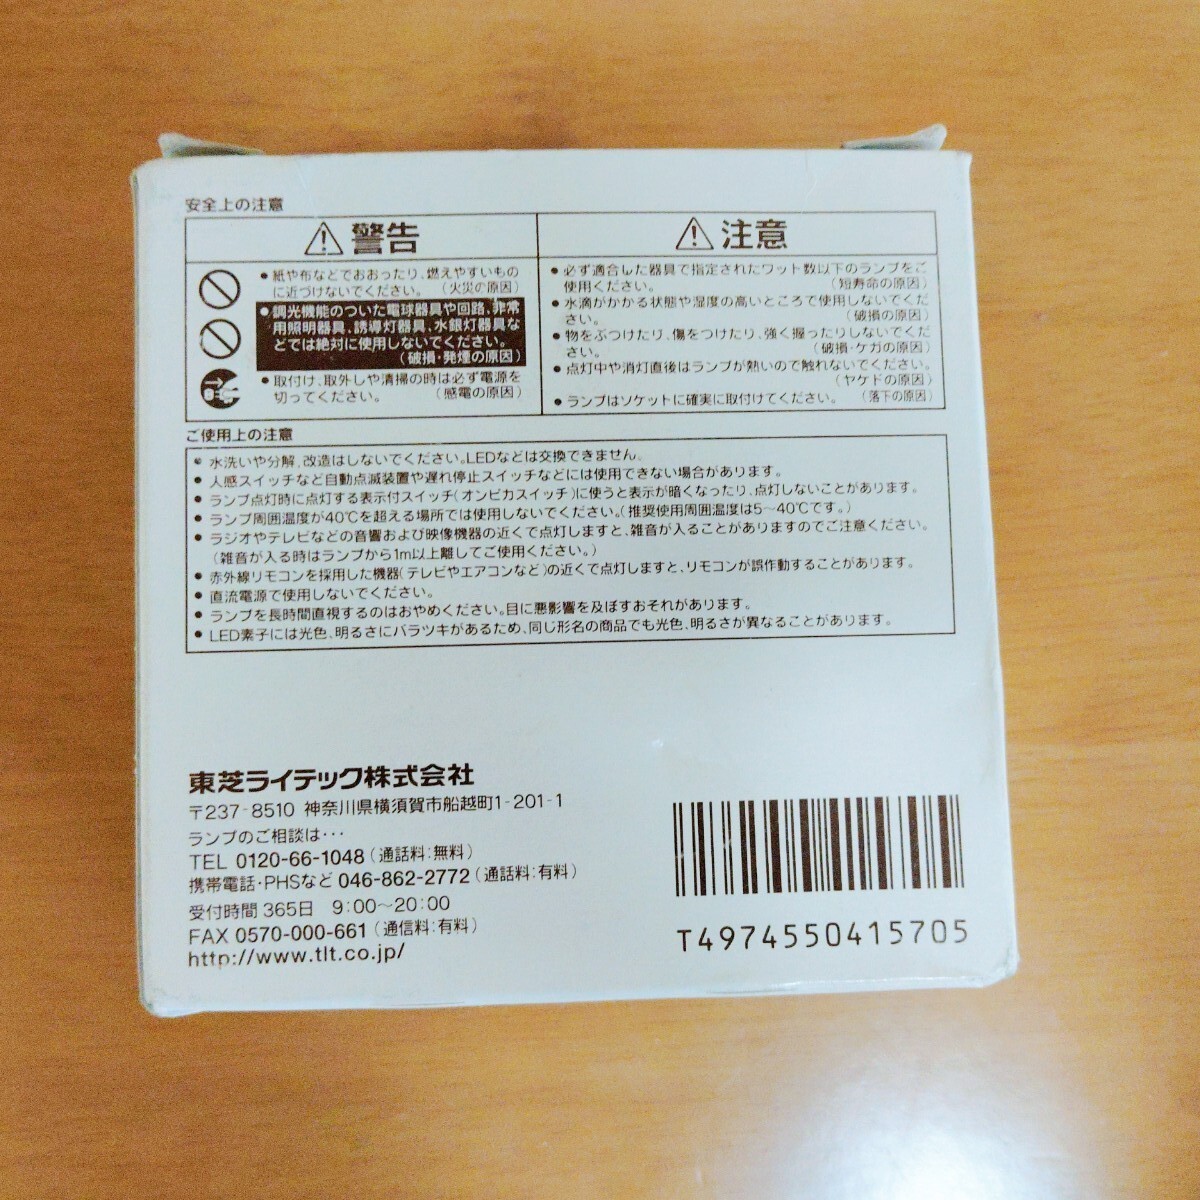 安全上の注意
警告
● 紙や布などでおおったり、燃えやすいもの
に近づけないでください。(火災の原因)
● 調光機能のついた電球器具や回路、非常
用照明器具、誘導灯器具、水銀灯器具な
どでは絶対に使用しないでください。
(破損・発煙の原因)
● 取付け、取外しや清掃の時は必ず電源を
切ってください。(感電の原因)
注意
● 必ず適合した器具で指定されたワット数以下のランプをご
使用ください。(短寿命の原因)
● 水滴がかかる状態や湿度の高いところで使用しないでくだ
さい。(破損の原因)
● 物をぶつけたり、傷をつけたり、強く握ったりしないでくだ
さい。(破損・ケガの原因)
● 点灯中や消灯直後はランプが熱いので触れないでください。
(ヤケドの原因)
● ランプはソケットに確実に取付けてください。(落下の原因)
ご使用上の注意
● 水洗いや分解、改造はしないでください。LEDなどは交換できません。
● 人感スイッチなど自動点滅装置や遅れ停止スイッチなどには使用できない場合があります。
● ランプ点灯時に点灯する表示付スイッチ(オンピカスイッチ)に使うと表示が暗くなったり、点灯しないことがあります。
● ランプ周囲温度が40℃を超える場所では使用しないでください。(推奨使用周囲温度は5～40℃です。)
● ラジオやテレビなどの音響および映像機器の近くで点灯しますと、雑音が入ることがありますのでご注意ください。
(雑音が入る時はランプから1m以上離してご使用ください。)
● 赤外線リモコンを採用した機器(テレビやエアコンなど)の近くで点灯しますと、リモコンが誤作動することがあります。
● 直流電源で使用しないでください。
● ランプを長時間直視するのはおやめください。目に悪影響を及ぼすおそれがあります。
● LED素子には光色、明るさにバラツキがあるため、同じ形名の商品でも光色、明るさが異なることがあります。
東芝ライテック株式会社
〒237-8510 神奈川県横須賀市船越町1-201-1
ランプのご相談は・・・
TEL 0120-66-1048(通話料:無料)
携帯電話・PHSなど 046-862-2772(通話料:有料)
受付時間 365日 9:00～20:00
FAX 0570-000-661(通信料:有料)
http://www.tlt.co.jp/
T4974550415705